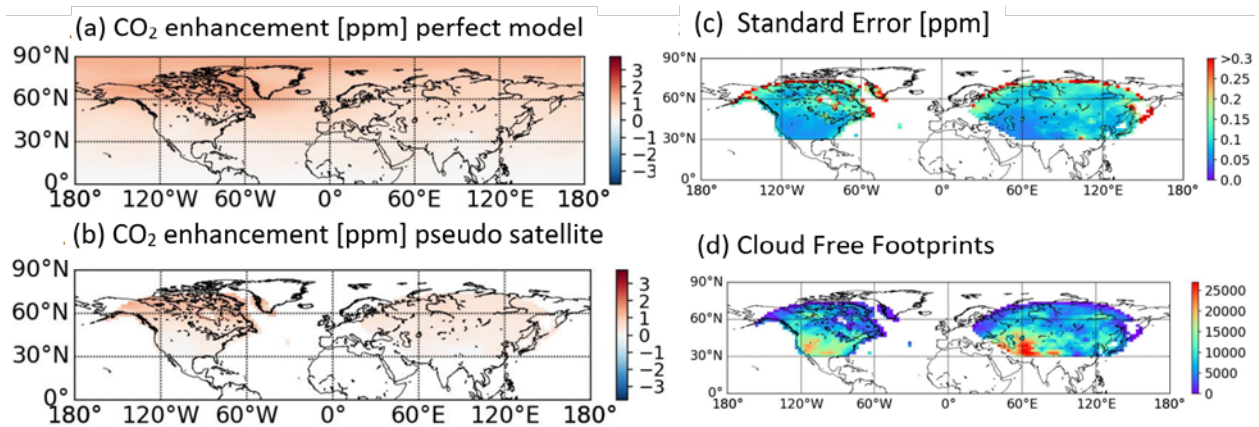 (a) CO₂ enhancement [ppm] perfect model
90°N
60°N
30°N
0°
180° 120°W 60°W 0° 60°E 120°E 180°
3
2
1
0
−1
−2
−3
(b) CO₂ enhancement [ppm] pseudo satellite
90°N
60°N
30°N
0°
180° 120°W 60°W 0° 60°E 120°E 180°
3
2
1
0
−1
−2
−3
(c) Standard Error [ppm]
90°N
60°N
30°N
0°
180° 120°W 60°W 0° 60°E 120°E 180°
>0.3
0.25
0.2
0.15
0.1
0.05
0.0
(d) Cloud Free Footprints
90°N
60°N
30°N
0°
180° 120°W 60°W 0° 60°E 120°E 180°
25000
20000
15000
10000
5000
0